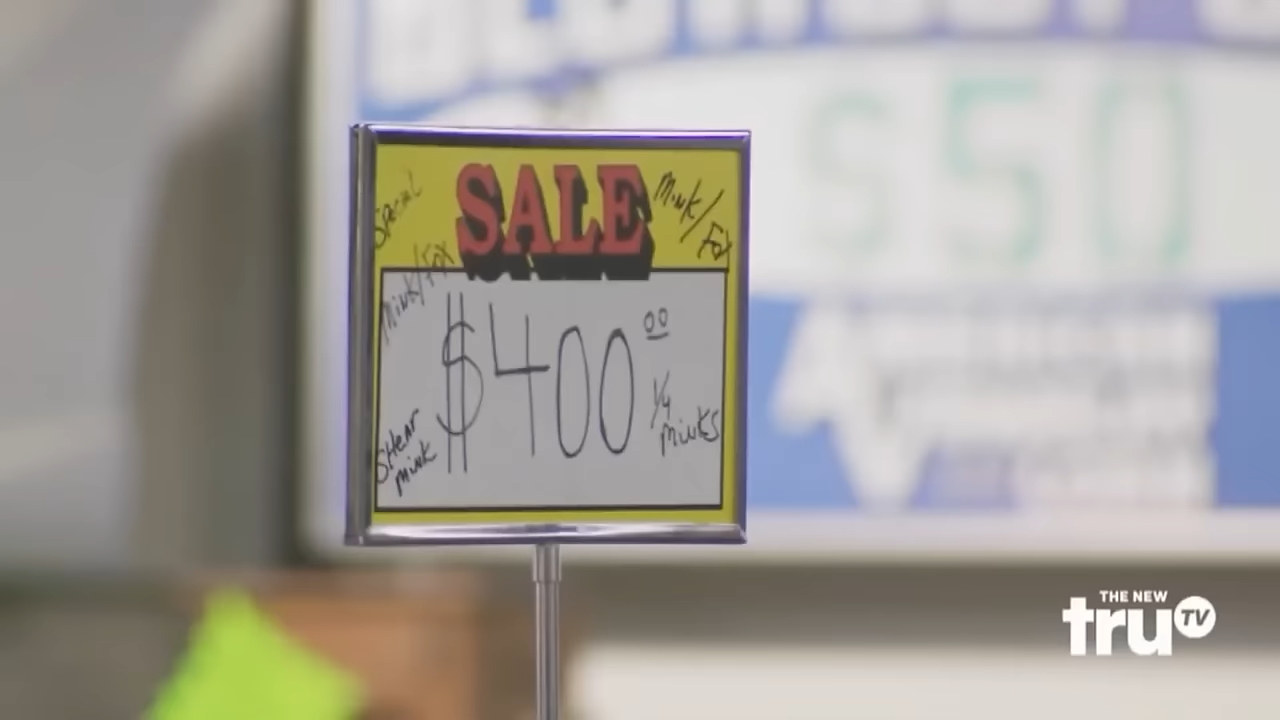 SALE
Special
Mink/Fox
Mink/Fox
$400.00
1/4
Minks
SHEAR
Mink
$50
THE NEW
truTV